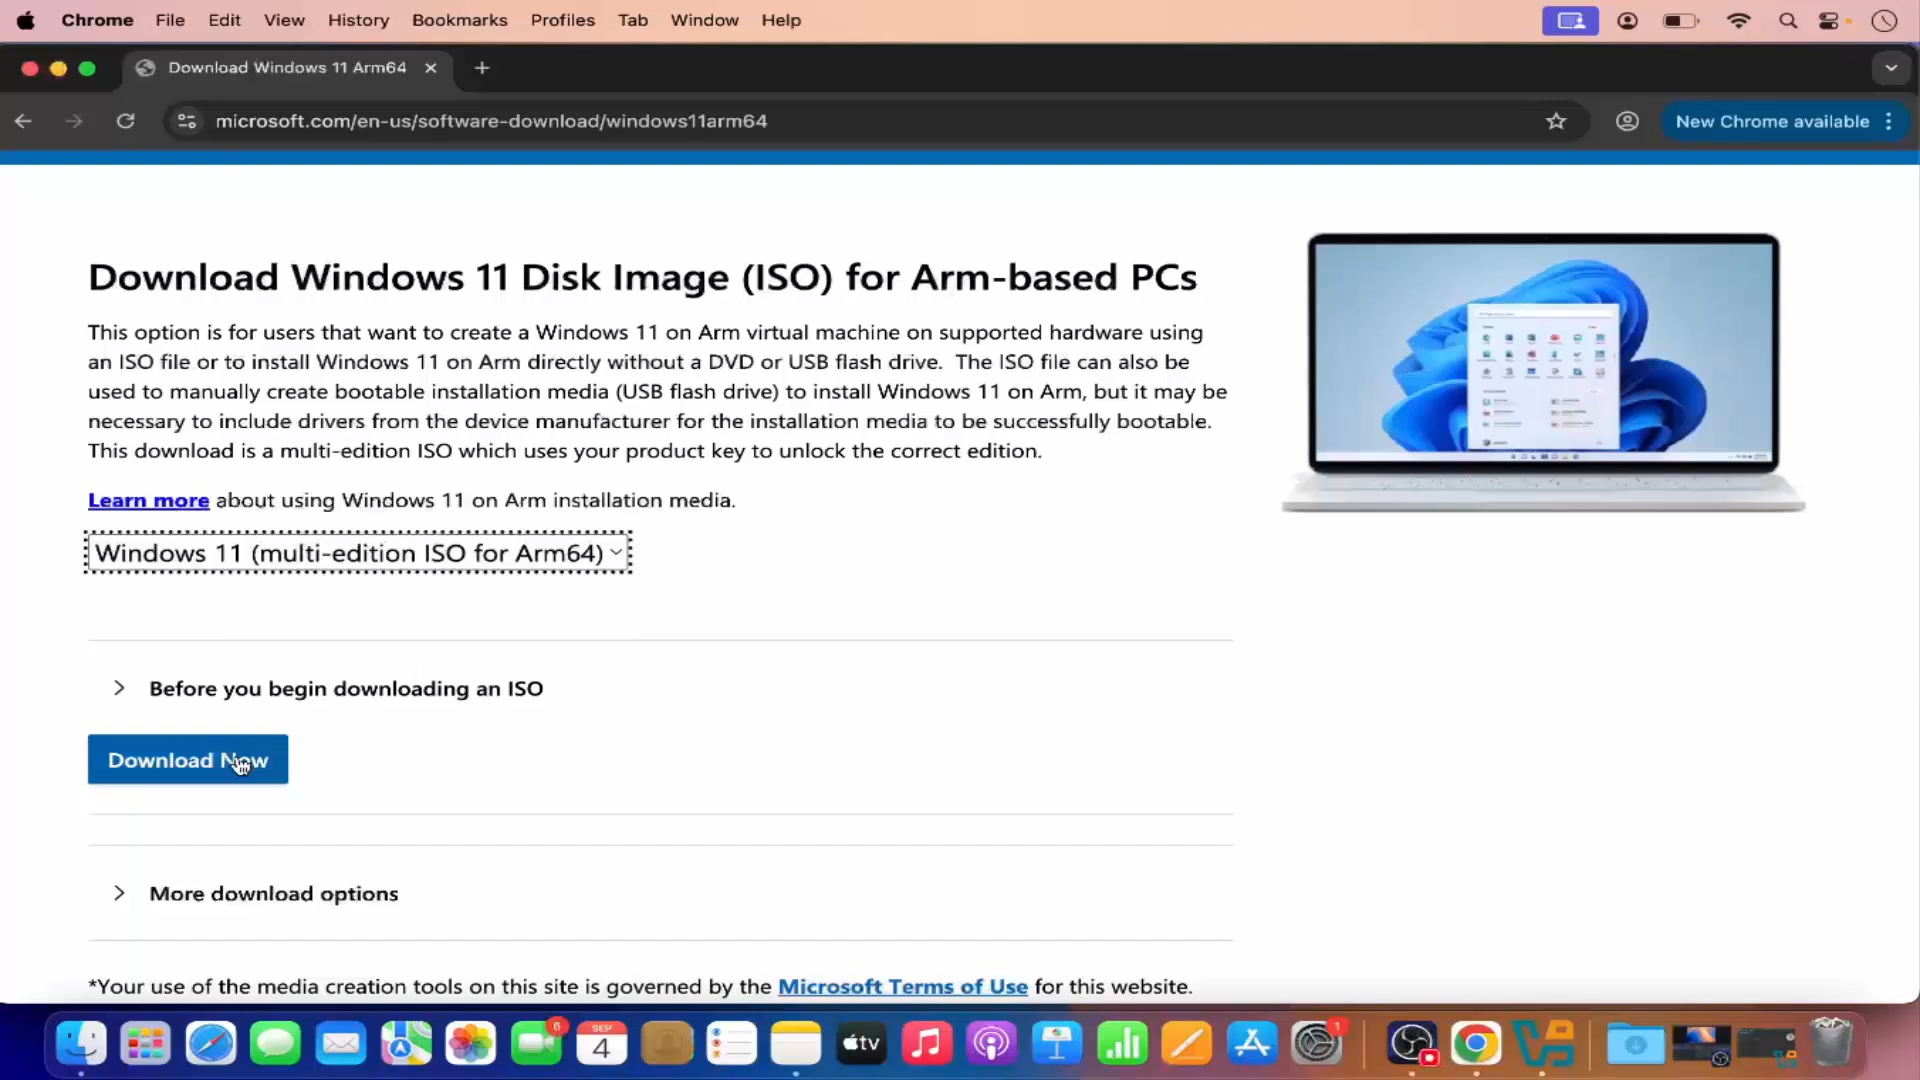 Chrome File Edit View History Bookmarks Profiles Tab Window Help
Download Windows 11 Arm64
microsoft.com/en-us/software-download/windows11arm64
New Chrome available
Download Windows 11 Disk Image (ISO) for Arm-based PCs
This option is for users that want to create a Windows 11 on Arm virtual machine on supported hardware using
an ISO file or to install Windows 11 on Arm directly without a DVD or USB flash drive. The ISO file can also be
used to manually create bootable installation media (USB flash drive) to install Windows 11 on Arm, but it may be
necessary to include drivers from the device manufacturer for the installation media to be successfully bootable.
This download is a multi-edition ISO which uses your product key to unlock the correct edition.
Learn more about using Windows 11 on Arm installation media.
Windows 11 (multi-edition ISO for Arm64)
Before you begin downloading an ISO
Download Now
More download options
*Your use of the media creation tools on this site is governed by the Microsoft Terms of Use for this website.
6
SEP
4
tv
1